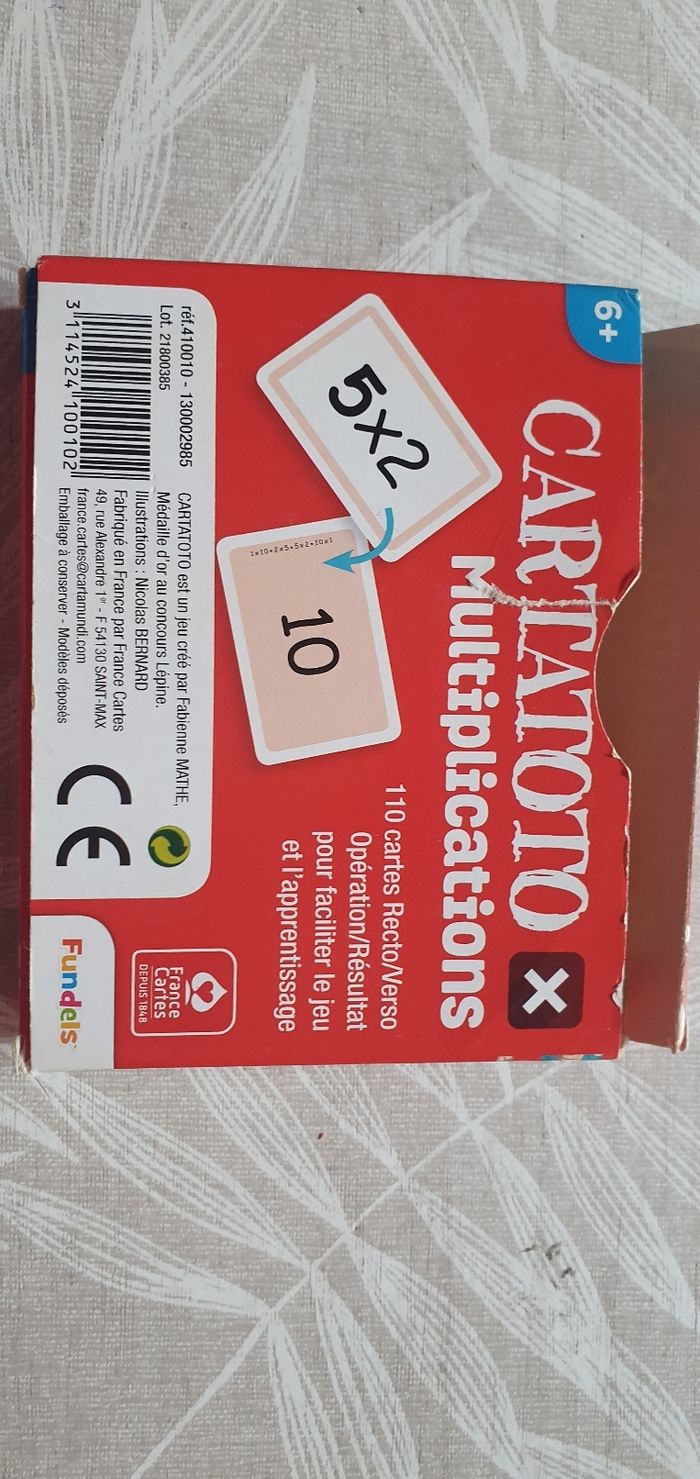 6+
CARTATOTO
Multiplications
5x2
1x10=2x5=5x2=10x1
10
110 cartes Recto/Verso
Opération/Résultat
pour faciliter le jeu
et l'apprentissage
réf.410010 - 130002985
Lot. 21800385
3 114524 100102
CARTATOTO est un jeu créé par Fabienne MATHE,
Médaille d'or au concours Lépine.
Illustrations : Nicolas BERNARD
Fabriqué en France par France Cartes
49, rue Alexandre 1er - F 54130 SAINT-MAX
france.cartes@cartamundi.com
Emballage à conserver - Modèles déposés
CE
France
Cartes
DEPUIS 1848
Fundels